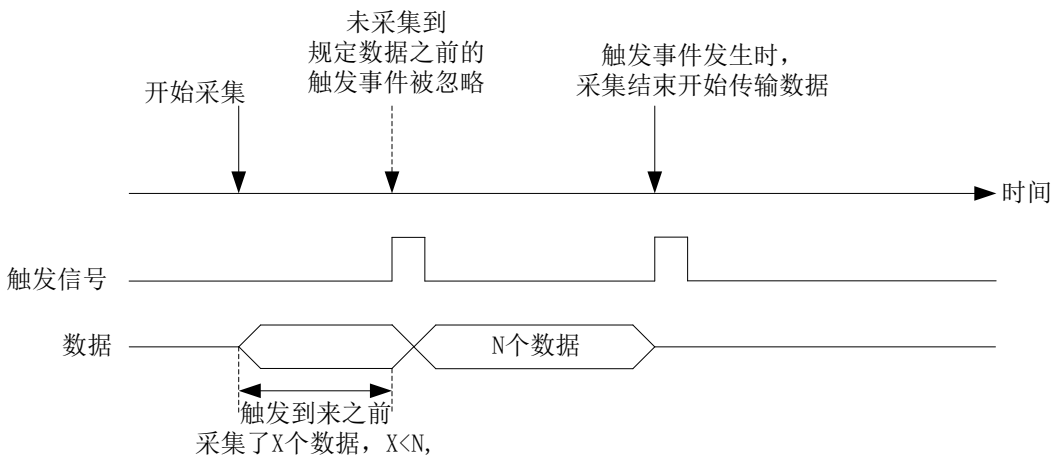 未采集到
规定数据之前的
触发事件被忽略
触发事件发生时，
采集结束开始传输数据
开始采集
时间
触发信号
数据
N个数据
触发到来之前
采集了X个数据，X<N,